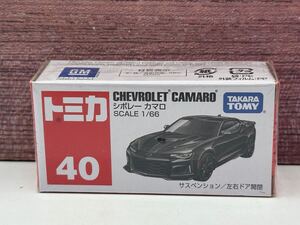 GM
トミカ
CHEVROLET CAMARO
シボレー カマロ
SCALE 1/66
TAKARA
TOMY
40
サスペンション/左右ドア開閉